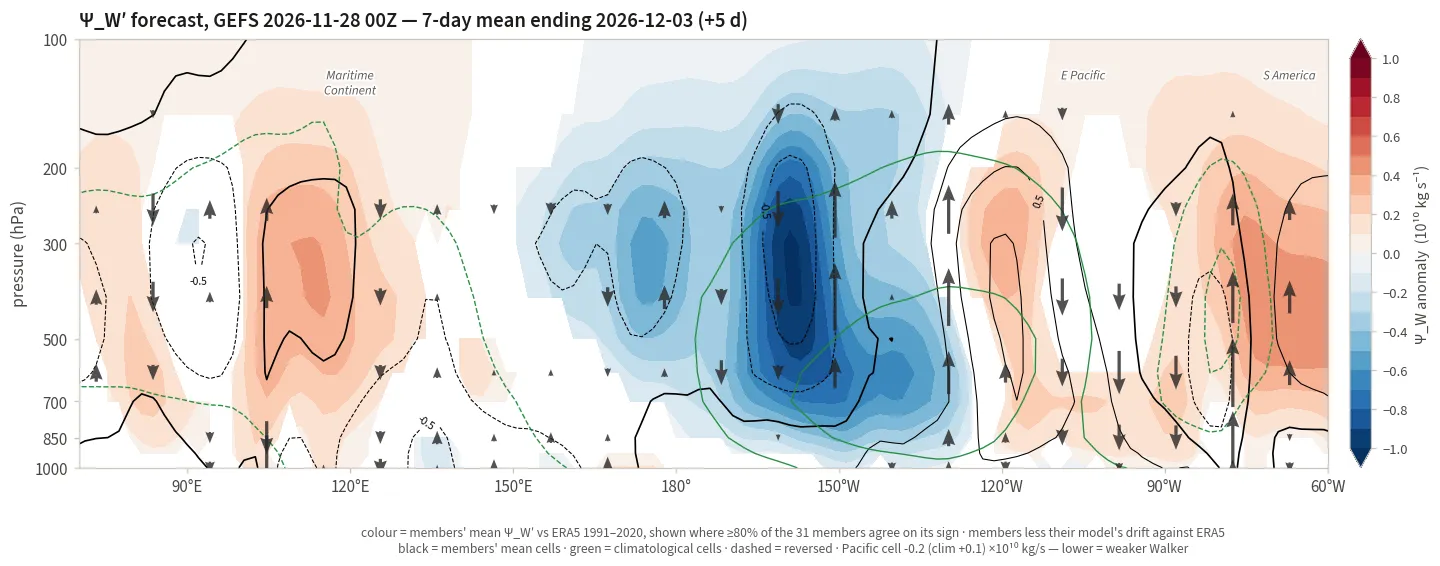 Ψ_W′ forecast, GEFS 2026-11-28 00Z — 7-day mean ending 2026-12-03 (+5 d)
100
200
300
400
500
700
850
1000
pressure (hPa)
Maritime
Continent
E Pacific
S America
-0.5
-0.5
0.5
0.5
90°E
120°E
150°E
180°
150°W
120°W
90°W
60°W
1.0
0.8
0.6
0.4
0.2
0.0
−0.2
−0.4
−0.6
−0.8
−1.0
Ψ_W anomaly (10¹⁰ kg s⁻¹)
colour = members' mean Ψ_W′ vs ERA5 1991–2020, shown where ≥80% of the 31 members agree on its sign · members less their model's drift against ERA5
black = members' mean cells · green = climatological cells · dashed = reversed · Pacific cell -0.2 (clim +0.1) ×10¹⁰ kg/s — lower = weaker Walker